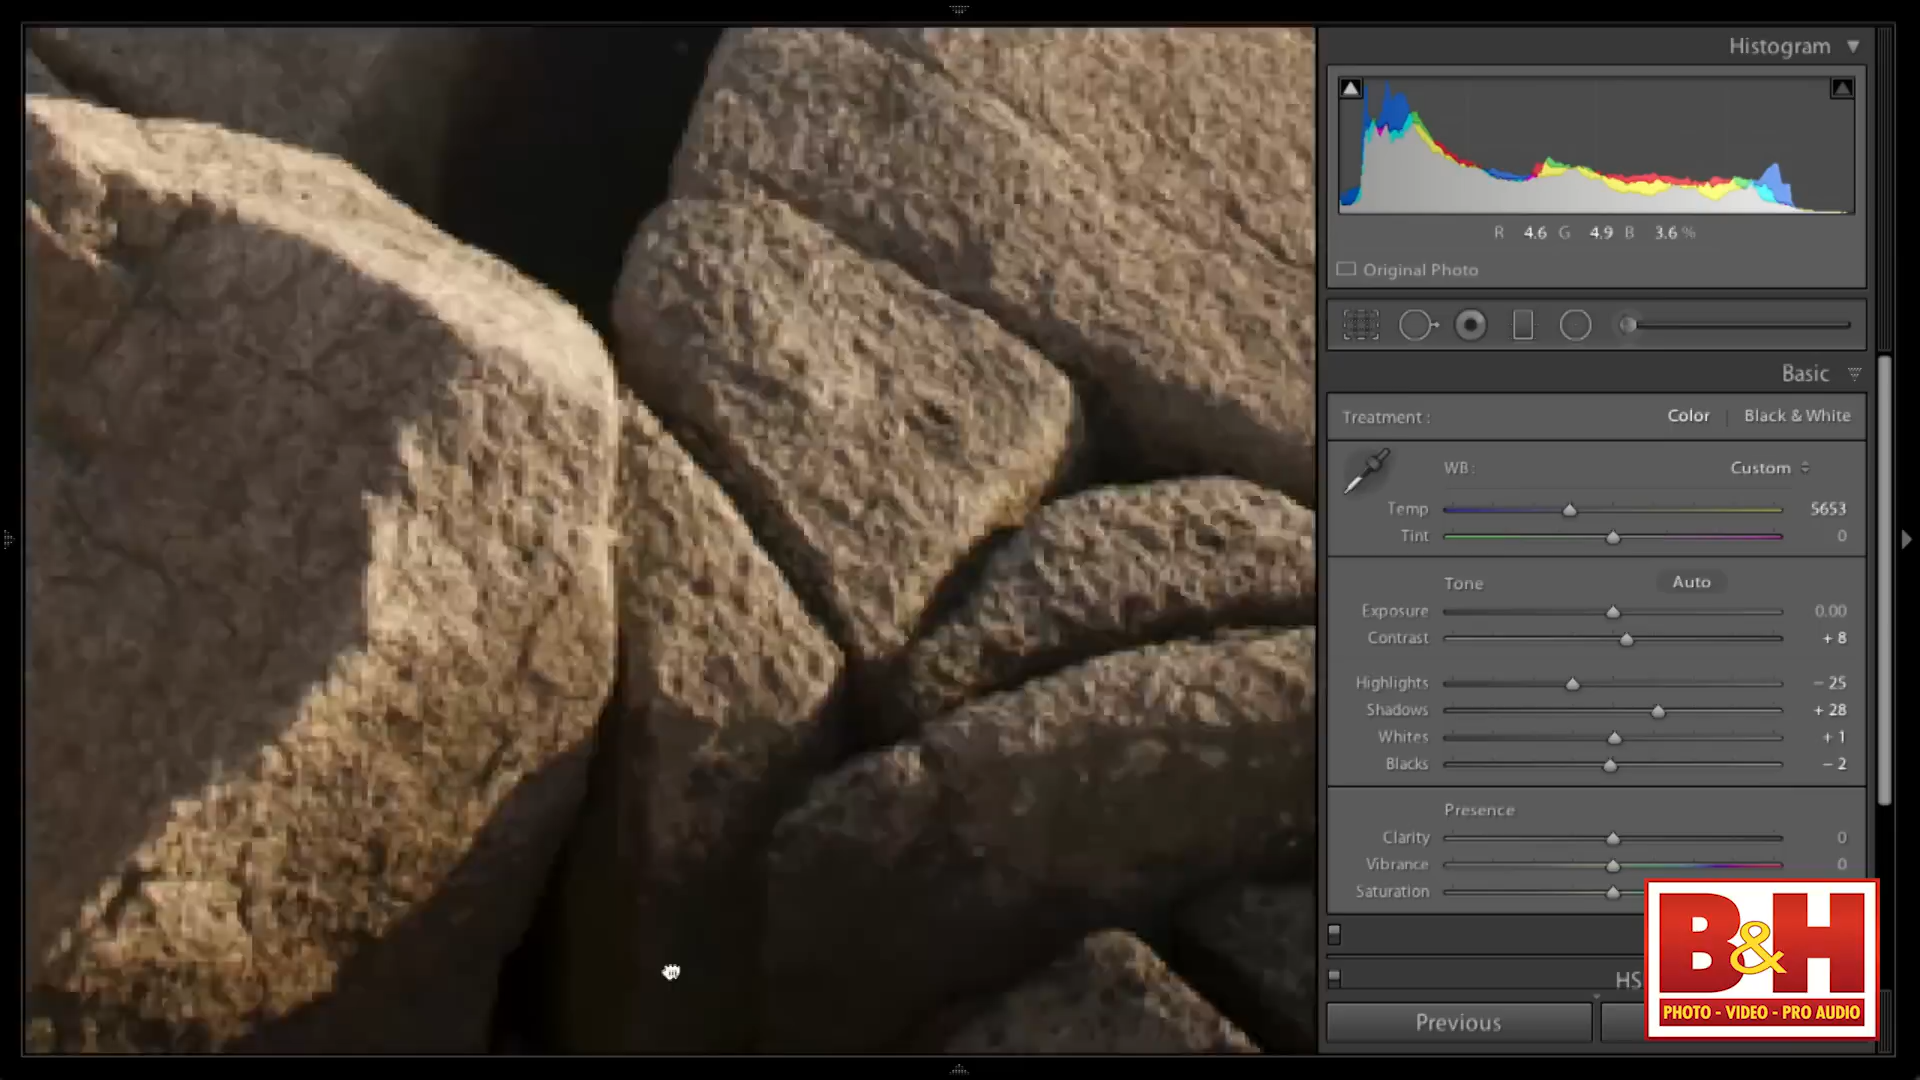 Histogram
R 4.6 G 4.9 B 3.6 %
Original Photo
Basic
Treatment : Color | Black & White
WB: Custom
Temp 5653
Tint 0
Tone Auto
Exposure 0.00
Contrast + 8
Highlights − 25
Shadows + 28
Whites + 1
Blacks − 2
Presence
Clarity 0
Vibrance 0
Saturation
HS
Previous
B&H
PHOTO - VIDEO - PRO AUDIO